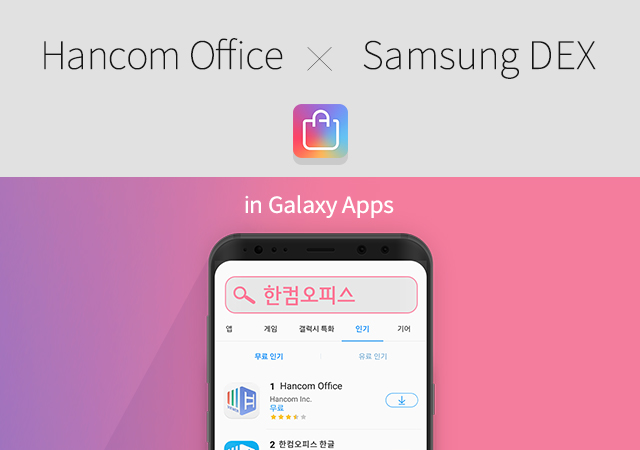 Hancom Office × Samsung DEX
in Galaxy Apps
한컴오피스
앱 게임 갤럭시 특화 인기 기어
무료 인기 유료 인기
1 Hancom Office
Hancom Inc.
무료
2 한컴오피스 한글